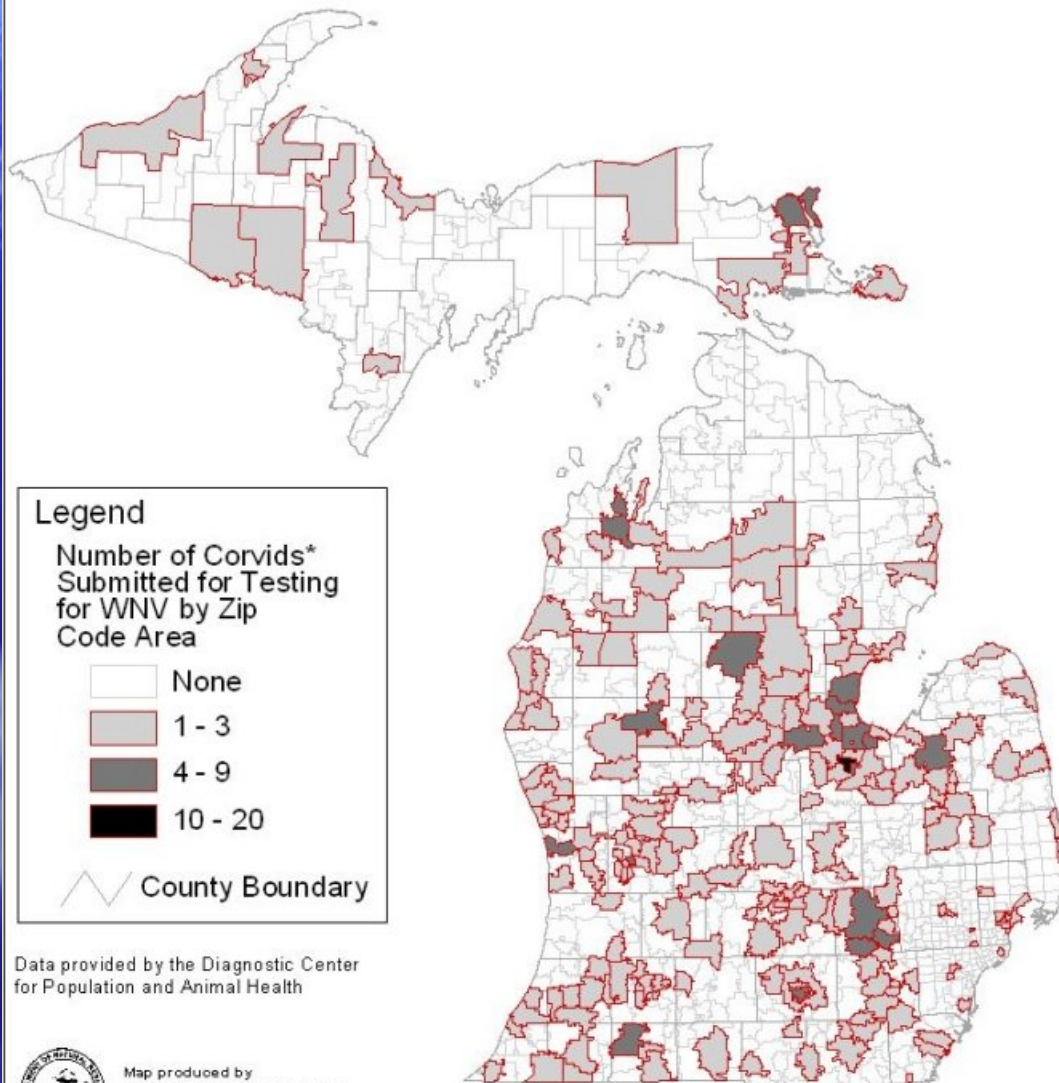 Legend
Number of Corvids*
Submitted for Testing
for WNV by Zip
Code Area
None
1 - 3
4 - 9
10 - 20
County Boundary
Data provided by the Diagnostic Center
for Population and Animal Health
Map produced by